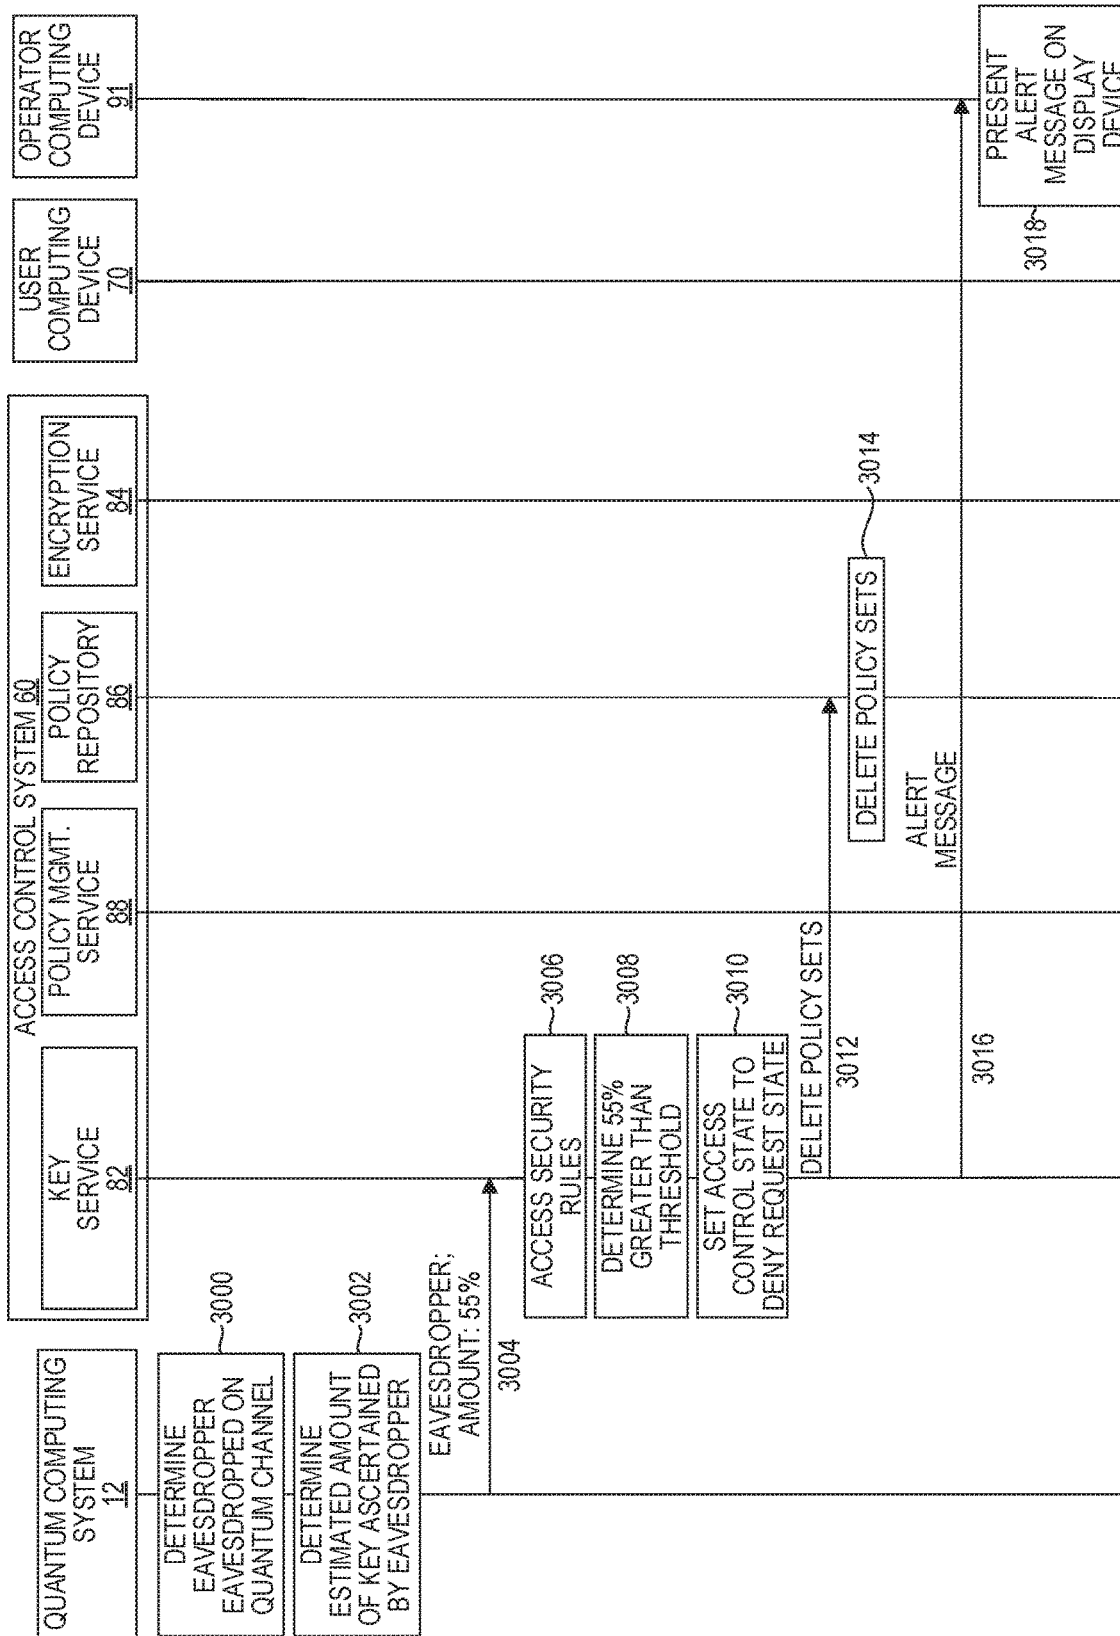 QUANTUM COMPUTING
SYSTEM
12
ACCESS CONTROL SYSTEM 60
KEY
SERVICE
82
POLICY MGMT.
SERVICE
88
POLICY
REPOSITORY
86
ENCRYPTION
SERVICE
84
USER
COMPUTING
DEVICE
70
OPERATOR
COMPUTING
DEVICE
91
DETERMINE
EAVESDROPPER
EAVESDROPPED ON
QUANTUM CHANNEL
3000
DETERMINE
ESTIMATED AMOUNT
OF KEY ASCERTAINED
BY EAVESDROPPER
3002
EAVESDROPPER;
AMOUNT: 55%
3004
ACCESS SECURITY
RULES
3006
DETERMINE 55%
GREATER THAN
THRESHOLD
3008
SET ACCESS
CONTROL STATE TO
DENY REQUEST STATE
3010
DELETE POLICY SETS
3012
DELETE POLICY SETS
3014
ALERT
MESSAGE
3016
PRESENT
ALERT
MESSAGE ON
DISPLAY
DEVICE
3018